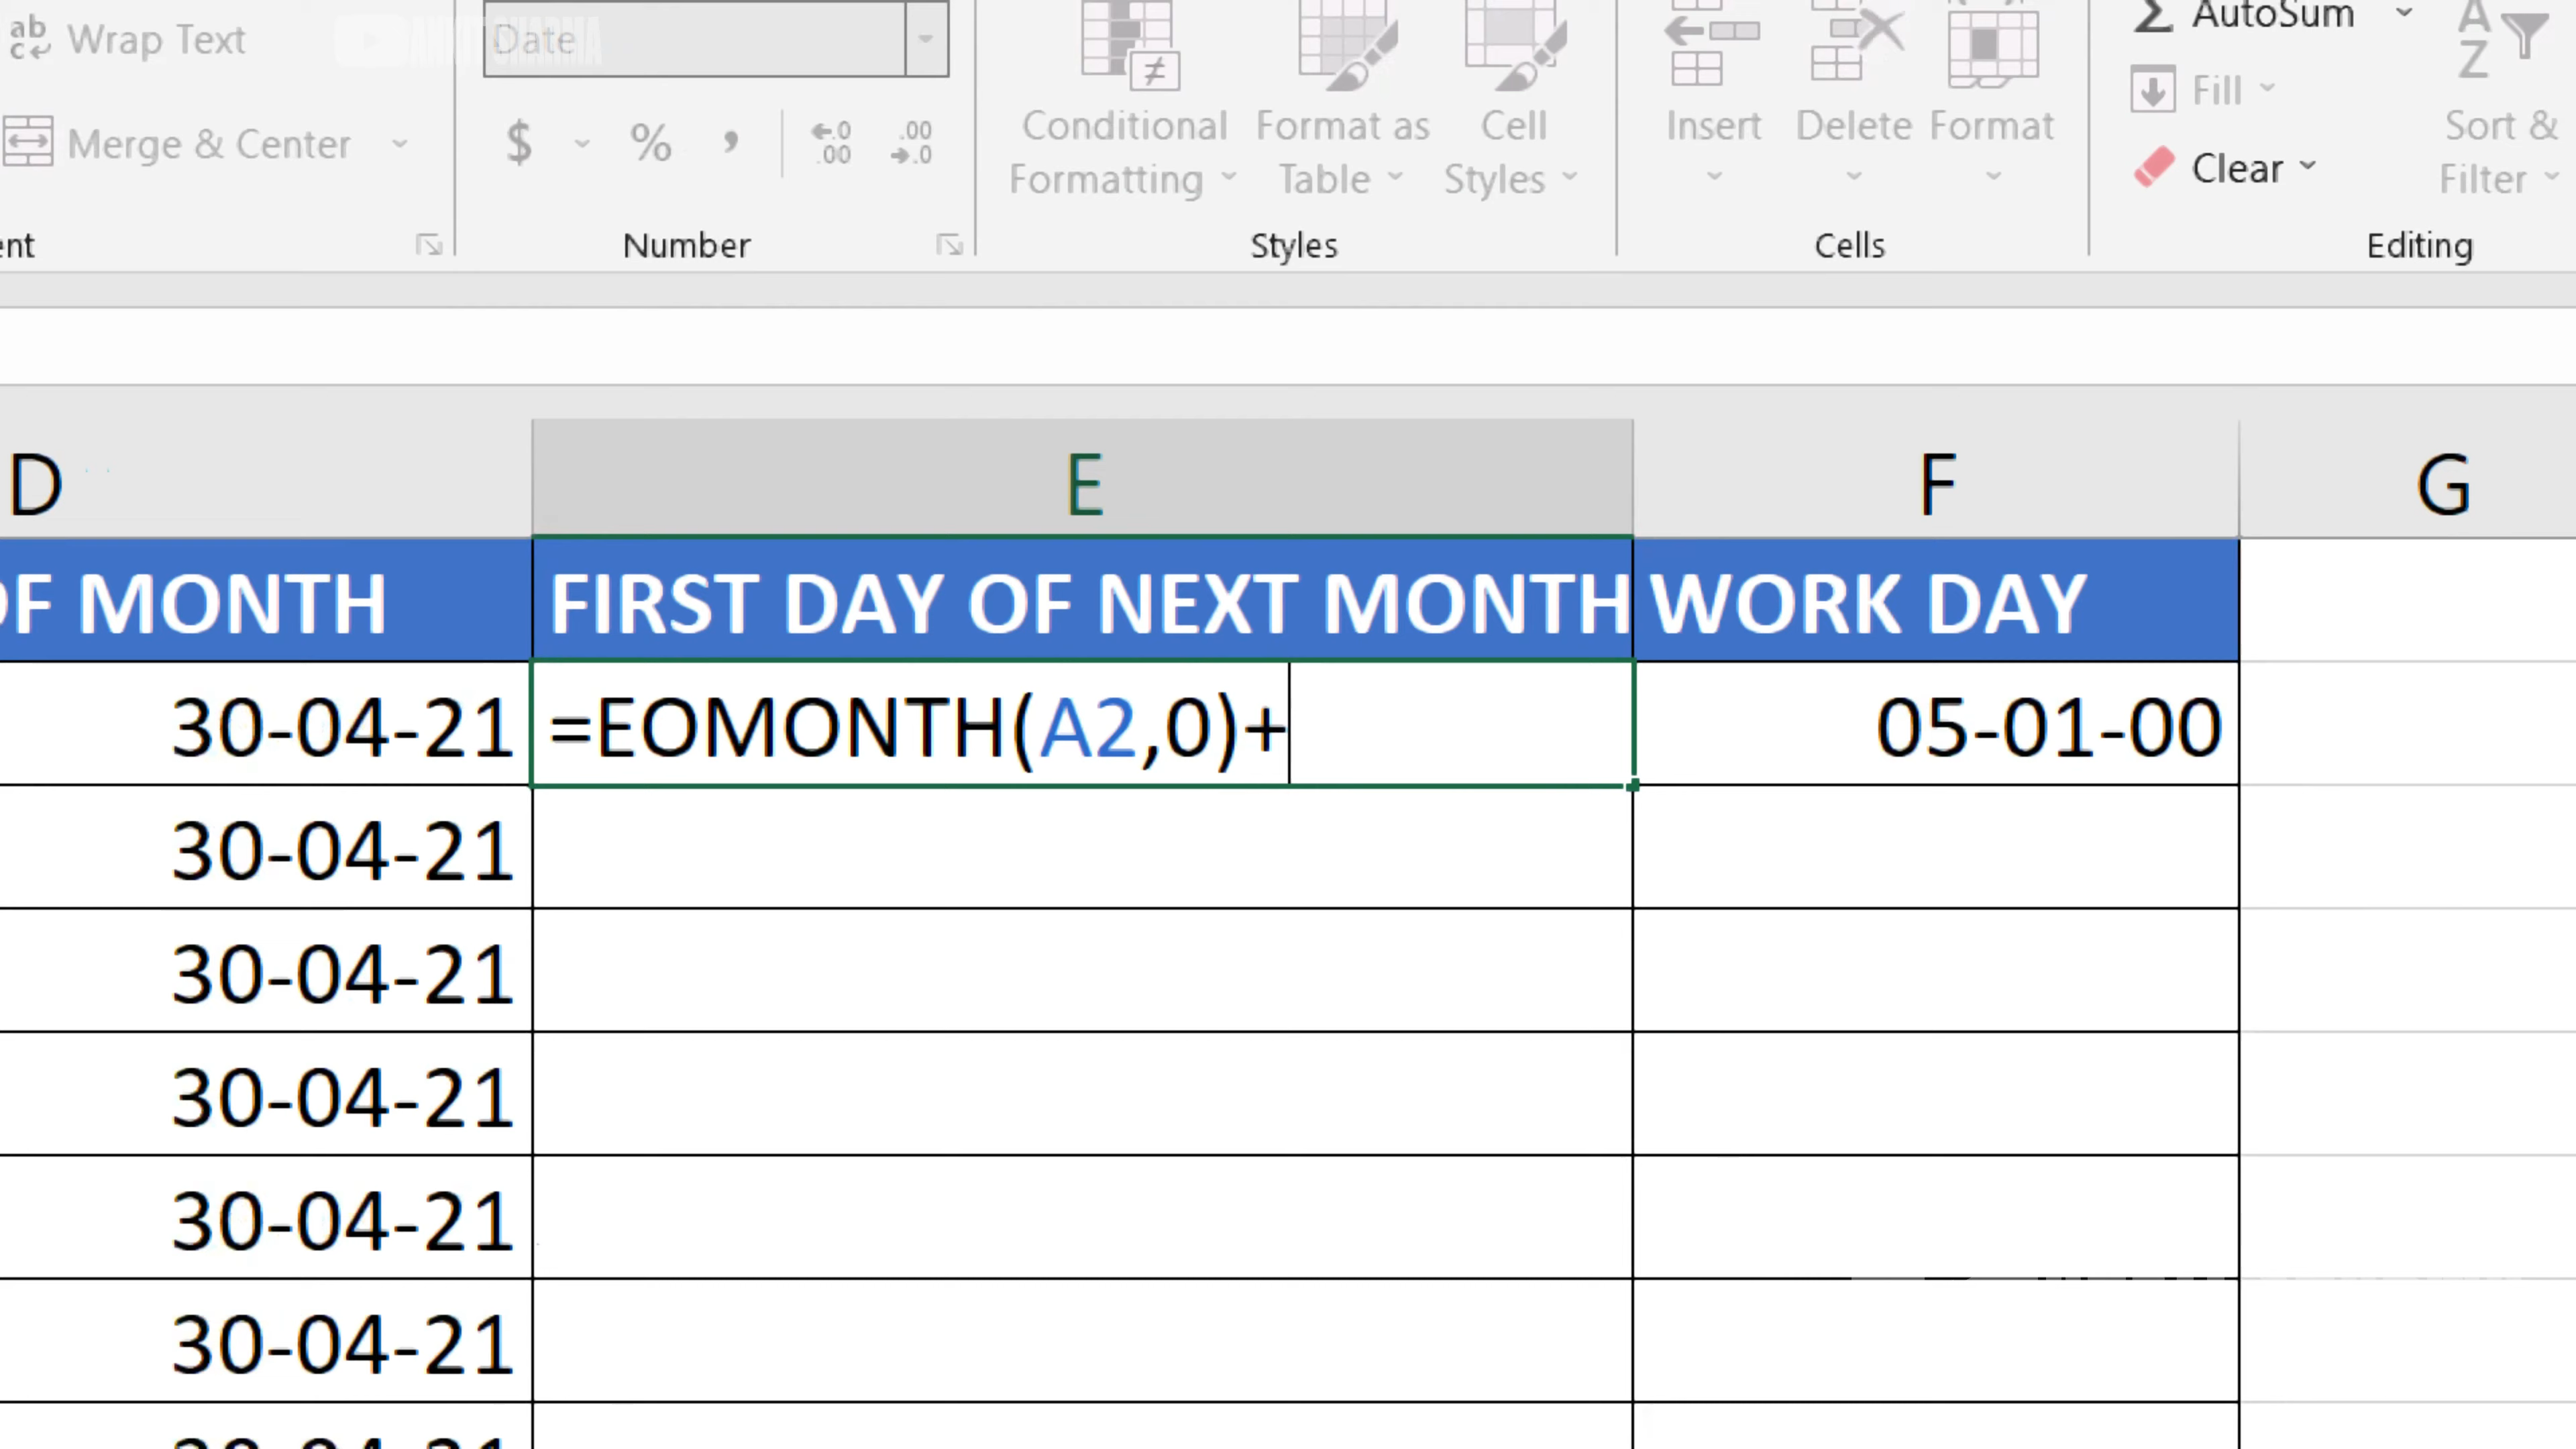 Wrap Text
Date
AutoSum
Fill
Merge & Center
$ % ,
Conditional Formatting
Format as Table
Cell Styles
Insert
Delete
Format
Clear
Sort & Filter
Number
Styles
Cells
Editing
D E F G
OF MONTH FIRST DAY OF NEXT MONTH WORK DAY
30-04-21 =EOMONTH(A2,0)+ 05-01-00
30-04-21
30-04-21
30-04-21
30-04-21
30-04-21